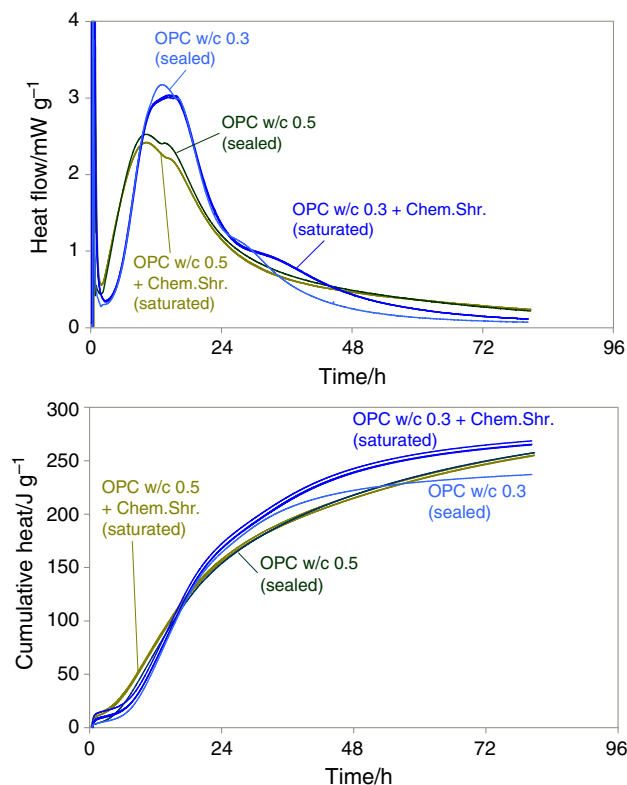 4
OPC w/c 0.3
(sealed)
3
OPC w/c 0.5
(sealed)
2
OPC w/c 0.3 + Chem.Shr.
(saturated)
1
OPC w/c 0.5
+ Chem.Shr.
(saturated)
0
Heat flow/mW g⁻¹
0 24 48 72 96
Time/h
300
OPC w/c 0.3 + Chem.Shr.
(saturated)
250
OPC w/c 0.5
+ Chem.Shr.
(saturated)
OPC w/c 0.3
(sealed)
200
OPC w/c 0.5
(sealed)
150
100
50
0
Cumulative heat/J g⁻¹
0 24 48 72 96
Time/h